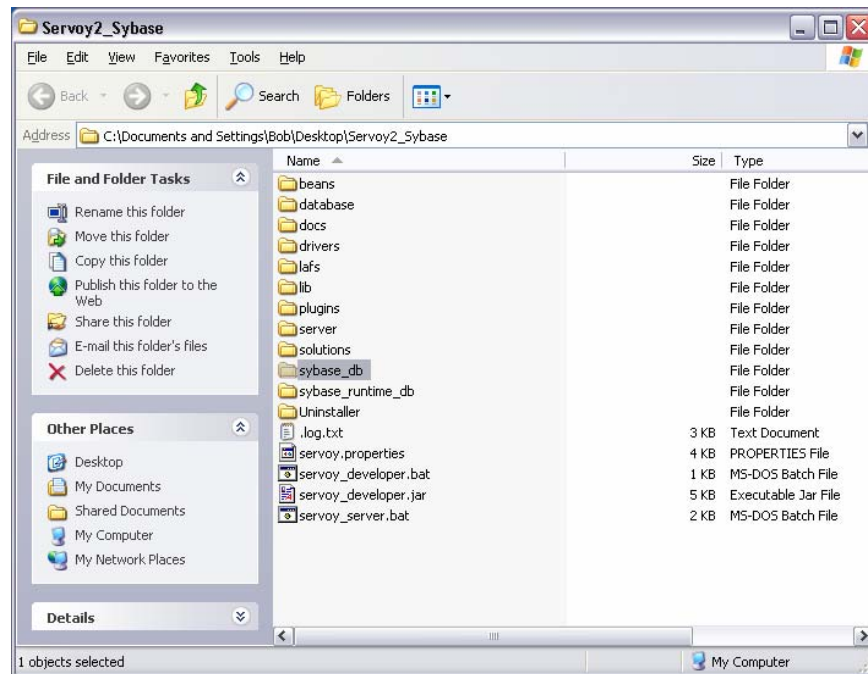 Servoy2_Sybase
File Edit View Favorites Tools Help
Back Search Folders
Address C:\Documents and Settings\Bob\Desktop\Servoy2_Sybase
File and Folder Tasks
Rename this folder
Move this folder
Copy this folder
Publish this folder to the
Web
Share this folder
E-mail this folder's files
Delete this folder
Other Places
Desktop
My Documents
Shared Documents
My Computer
My Network Places
Details
Name Size Type
beans File Folder
database File Folder
docs File Folder
drivers File Folder
lafs File Folder
lib File Folder
plugins File Folder
server File Folder
solutions File Folder
sybase_db File Folder
sybase_runtime_db File Folder
Uninstaller File Folder
.log.txt 3 KB Text Document
servoy.properties 4 KB PROPERTIES File
servoy_developer.bat 1 KB MS-DOS Batch File
servoy_developer.jar 5 KB Executable Jar File
servoy_server.bat 2 KB MS-DOS Batch File
1 objects selected My Computer